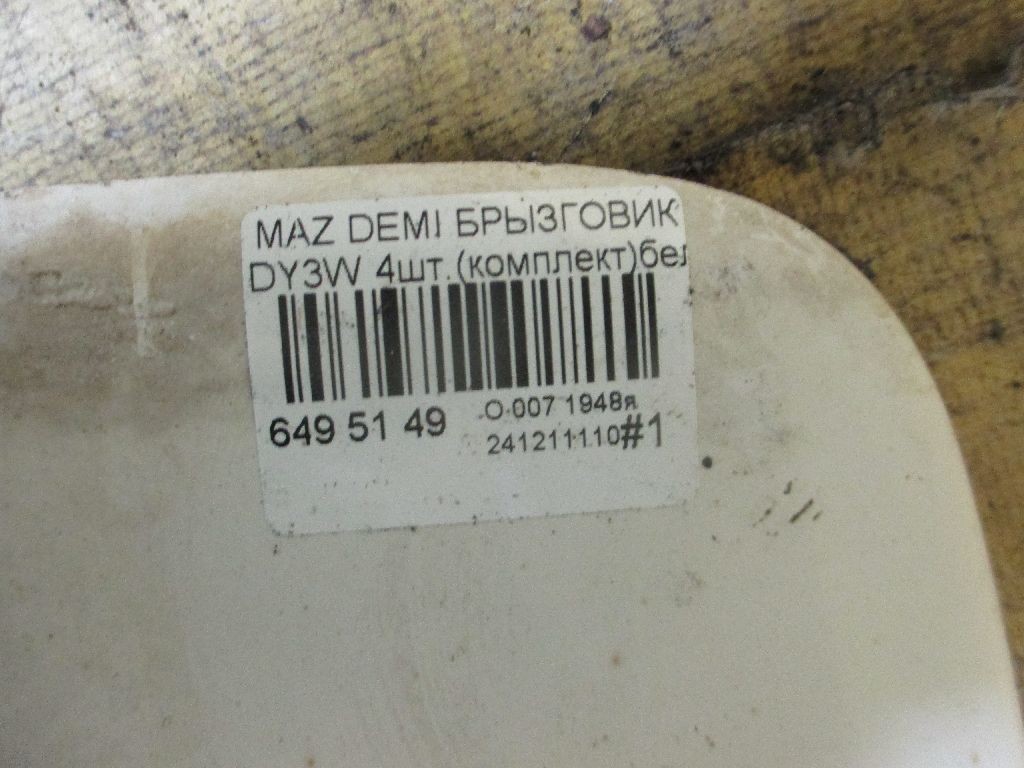 MAZ DEMI БРЫЗГОВИК
DY3W 4шт.(комплект)бел
649 51 49
O-007 1948я
241211110#1